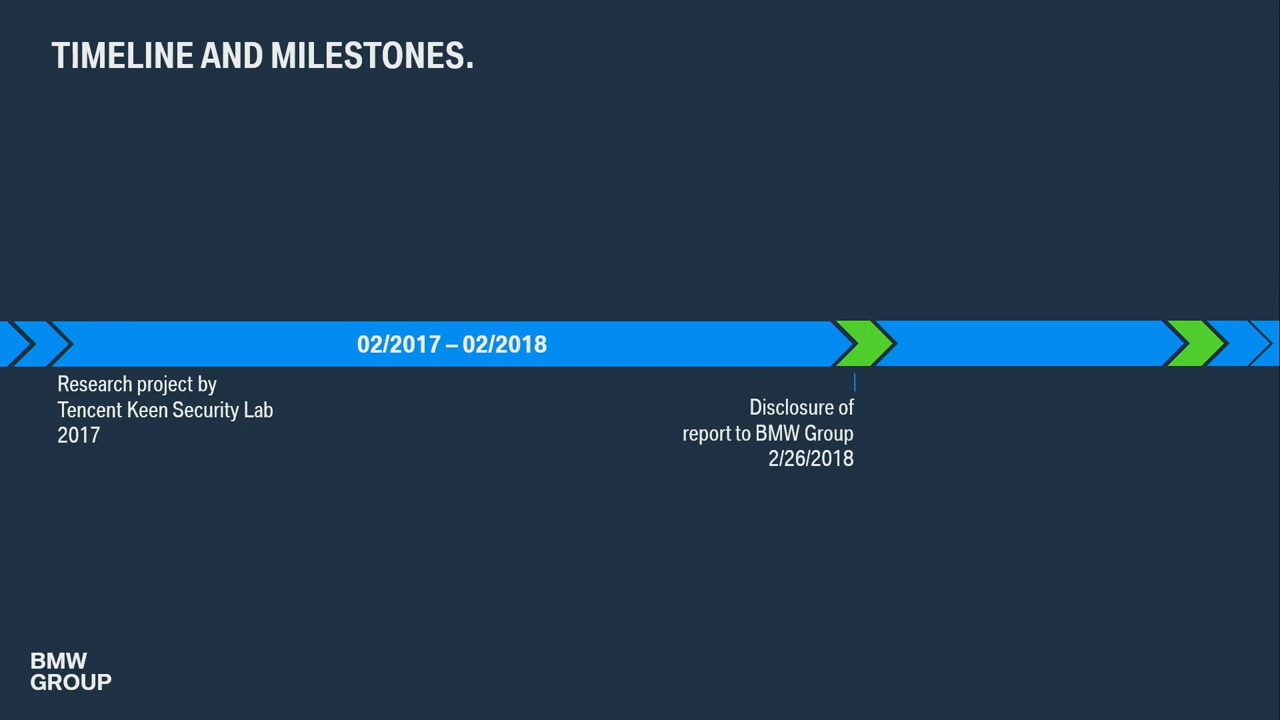 TIMELINE AND MILESTONES.
02/2017 – 02/2018
Research project by
Tencent Keen Security Lab
2017
Disclosure of
report to BMW Group
2/26/2018
BMW
GROUP